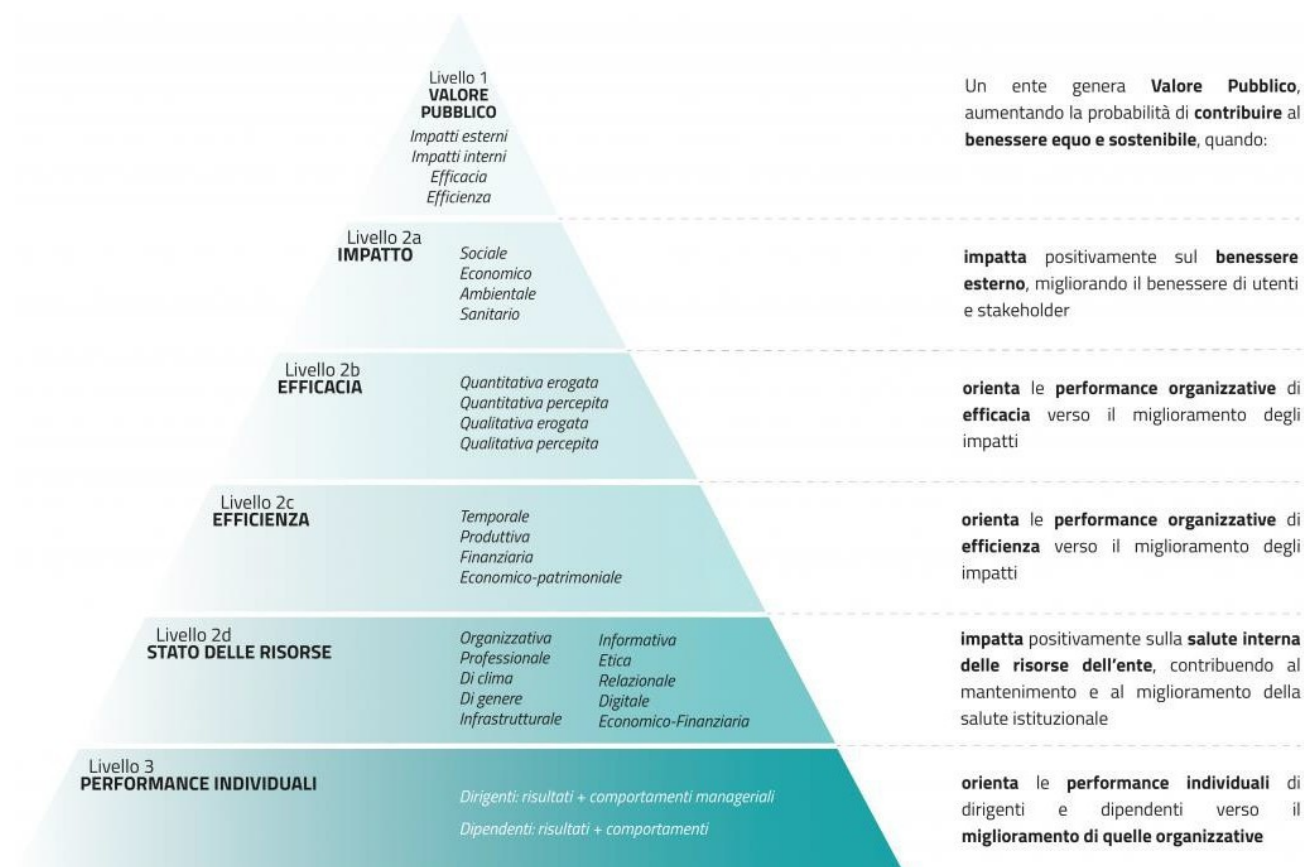 Livello 1
VALORE
PUBBLICO
Impatti esterni
Impatti interni
Efficacia
Efficienza
Un ente genera Valore Pubblico,
aumentando la probabilità di contribuire al
benessere equo e sostenibile, quando:
Livello 2a
IMPATTO
Sociale
Economico
Ambientale
Sanitario
impatta positivamente sul benessere
esterno, migliorando il benessere di utenti
e stakeholder
Livello 2b
EFFICACIA
Quantitativa erogata
Quantitativa percepita
Qualitativa erogata
Qualitativa percepita
orienta le performance organizzative di
efficacia verso il miglioramento degli
impatti
Livello 2c
EFFICIENZA
Temporale
Produttiva
Finanziaria
Economico-patrimoniale
orienta le performance organizzative di
efficienza verso il miglioramento degli
impatti
Livello 2d
STATO DELLE RISORSE
Organizzativa
Professionale
Di clima
Di genere
Infrastrutturale
Informativa
Etica
Relazionale
Digitale
Economico-Finanziaria
impatta positivamente sulla salute interna
delle risorse dell'ente, contribuendo al
mantenimento e al miglioramento della
salute istituzionale
Livello 3
PERFORMANCE INDIVIDUALI
Dirigenti: risultati + comportamenti manageriali
Dipendenti: risultati + comportamenti
orienta le performance individuali di
dirigenti e dipendenti verso il
miglioramento di quelle organizzative